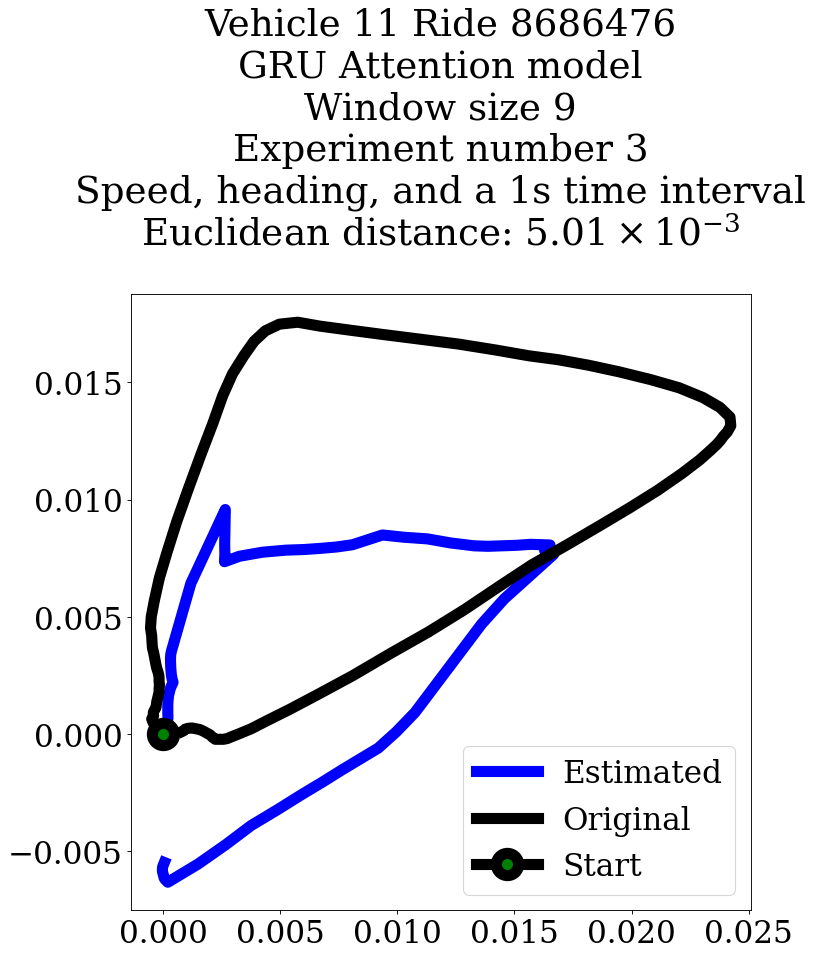 Vehicle 11 Ride 8686476
GRU Attention model
Window size 9
Experiment number 3
Speed, heading, and a 1s time interval
Euclidean distance: 5.01 × 10⁻³
0.015
0.010
0.005
0.000
−0.005
Estimated
Original
Start
0.000 0.005 0.010 0.015 0.020 0.025